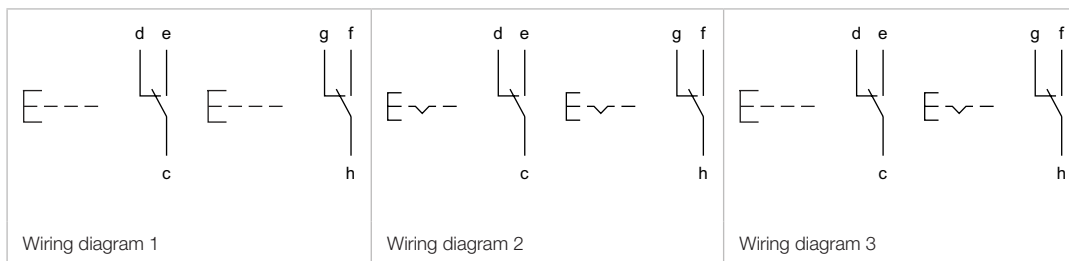 d e g f d e g f d e g f
c h c h c h
Wiring diagram 1 Wiring diagram 2 Wiring diagram 3